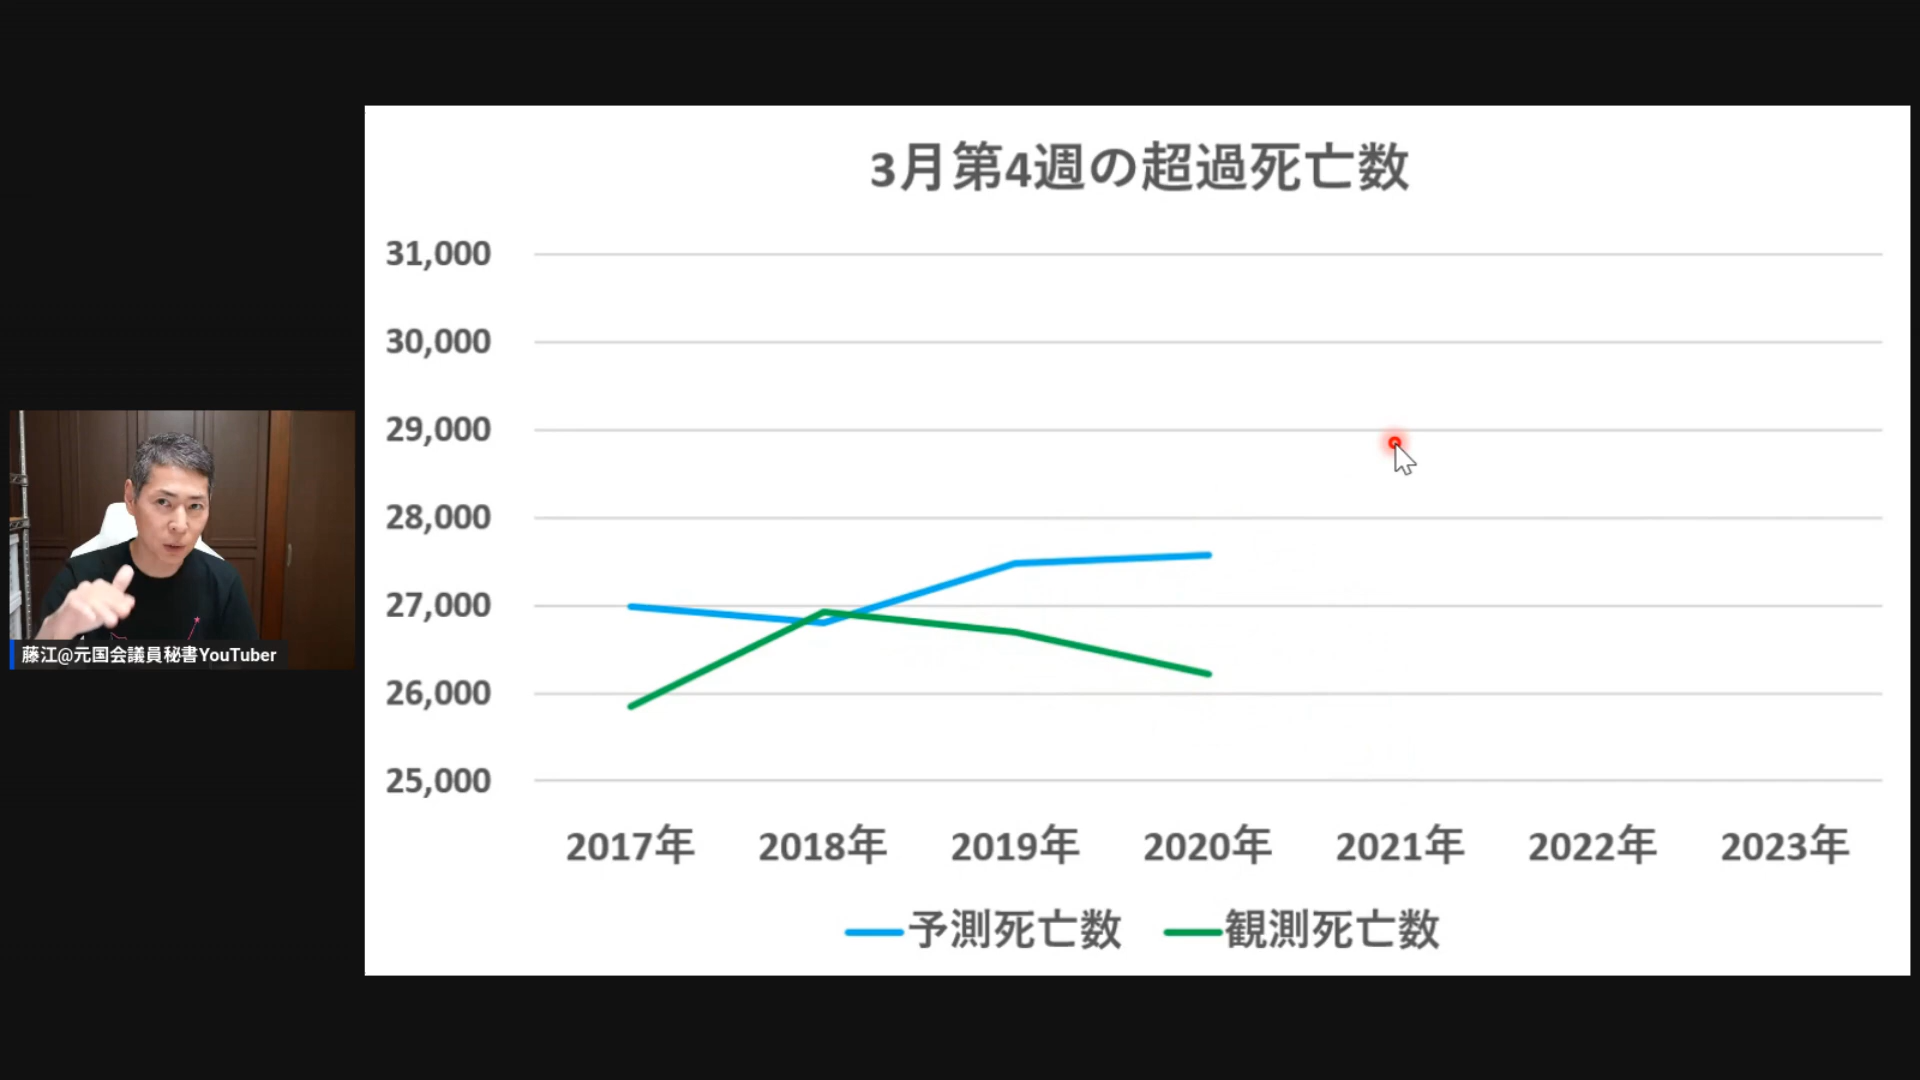 3月第4週の超過死亡数
31,000
30,000
29,000
28,000
27,000
26,000
25,000
2017年 2018年 2019年 2020年 2021年 2022年 2023年
予測死亡数 観測死亡数
藤江@元国会議員秘書YouTuber